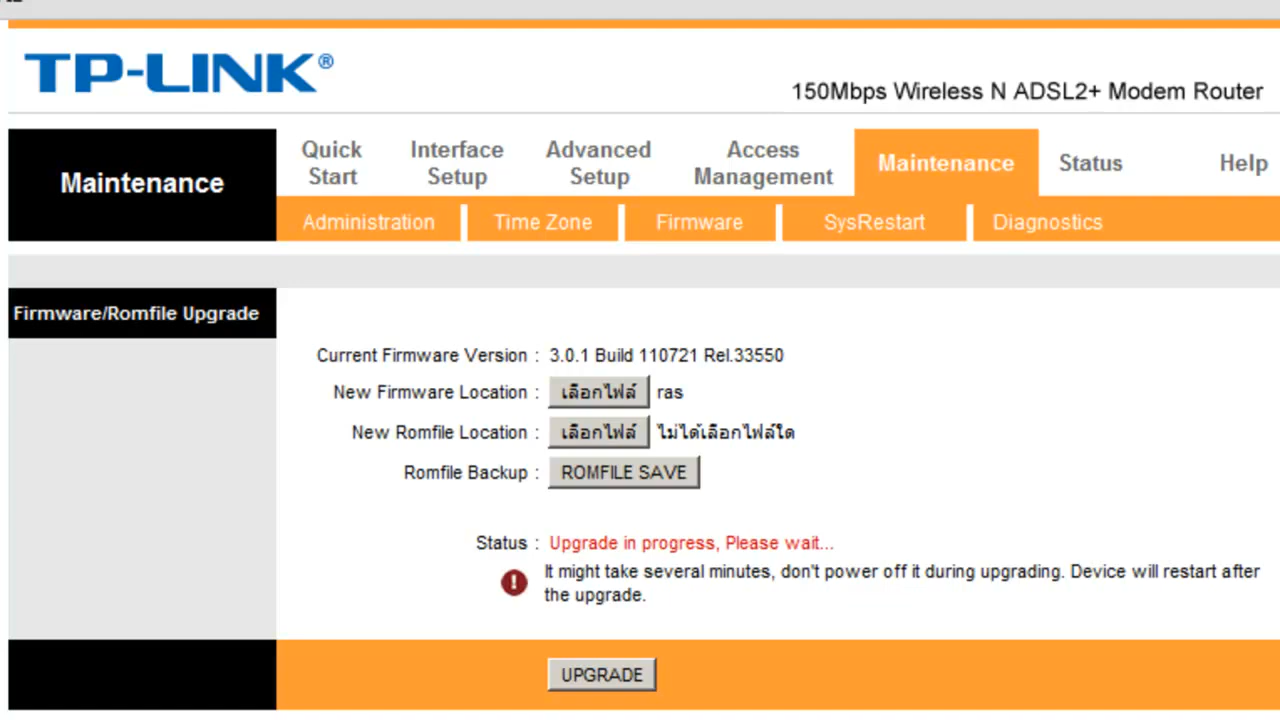 TP-LINK®
150Mbps Wireless N ADSL2+ Modem Router
Maintenance
Quick Start
Interface Setup
Advanced Setup
Access Management
Maintenance
Status
Help
Administration
Time Zone
Firmware
SysRestart
Diagnostics
Firmware/Romfile Upgrade
Current Firmware Version : 3.0.1 Build 110721 Rel.33550
New Firmware Location : เลือกไฟล์ ras
New Romfile Location : เลือกไฟล์ ไม่ได้เลือกไฟล์ใด
Romfile Backup : ROMFILE SAVE
Status : Upgrade in progress, Please wait...
It might take several minutes, don't power off it during upgrading. Device will restart after
the upgrade.
UPGRADE